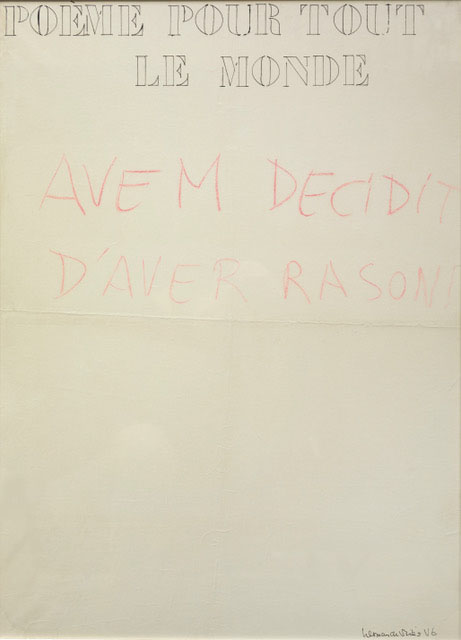 POÈME POUR TOUT
LE MONDE
AVEM DECIDIT
D'AVER RASON!